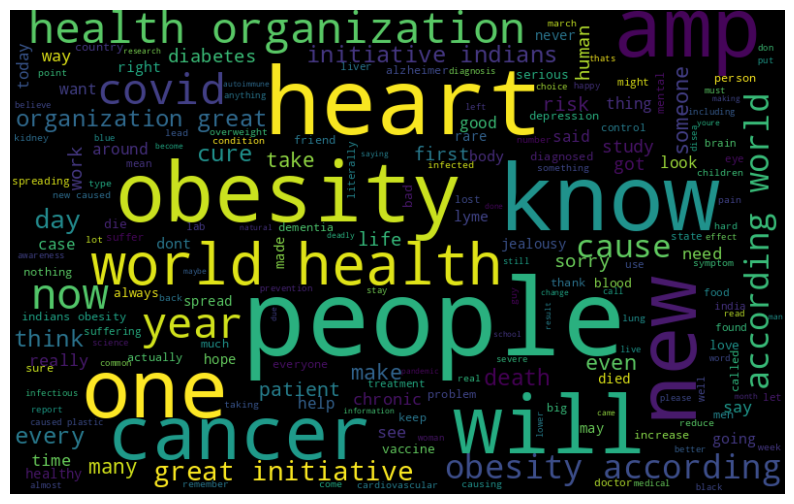 health organization
amp
march
thats
don
country
research
never
put
today
way
diabetes
initiative indians
human
point
right
liver
alzheimer
diagnosis
serious
might
person
want
covid
heart
autoimmune
choice
happy
must
making
believe
anything
risk
thing
mental
someone
including
organization great
overweight
left
depression
control
youre
kidney
blue
lead
friend
good
rare
said
study
number
disea
become
condition
infected
brain
work
around
cure
take
first
body
diagnosed
got
look
eye
spreading
mean
saying
something
children
new caused
type
literally
bad
lost
obesity
know
pain
according world
day
die
lab
natural
dementia
lyme
done
hard
suffer
deadly
state
effect
case
lot
dont
life
still
jealousy
cause
use
symptom
awareness
made
nothing
maybe
world health
sorry
need
now
always
spread
back
prevention
thank
blood
food
india
man
indians obesity
due
stay
guy
change
call
read
think
suffering
year
people
lung
found
new
science
much
school
result
live
love
word
really
actually
hope
everyone
severe
even
called
sure
common
make
treatment
real
death
died
well
infectious
one
patient
chronic
say
please
month
let
report
taking
help
information
problem
lower
will
came
men
reduce
caused plastic
keep
every
cancer
woman
see
big
may
increase
going
week
time
many
vaccine
better
healthy
great initiative
causing
obesity according
almost
remember
come
cardiovascular
doctor
medical
black